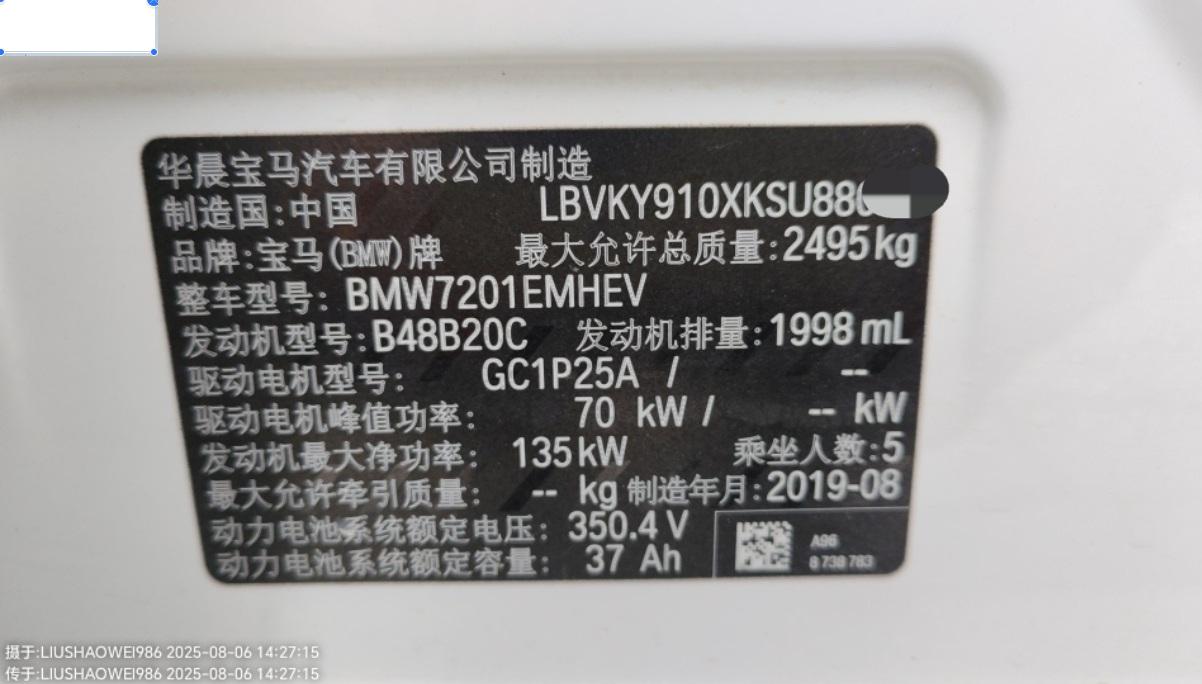 华晨宝马汽车有限公司制造
制造国:中国 LBVKY910XKSU88
品牌:宝马(BMW)牌 最大允许总质量:2495kg
整车型号: BMW7201EMHEV
发动机型号:B48B20C 发动机排量:1998 mL
驱动电机型号: GC1P25A / --
驱动电机峰值功率: 70 kW / -- kW
发动机最大净功率: 135kW 乘坐人数:5
最大允许牵引质量: -- kg 制造年月:2019-08
动力电池系统额定电压: 350.4 V
动力电池系统额定容量: 37 Ah
A96
8 738 783
摄于:LIUSHAOWEI986 2025-08-06 14:27:15
传于:LIUSHAOWEI986 2025-08-06 14:27:15